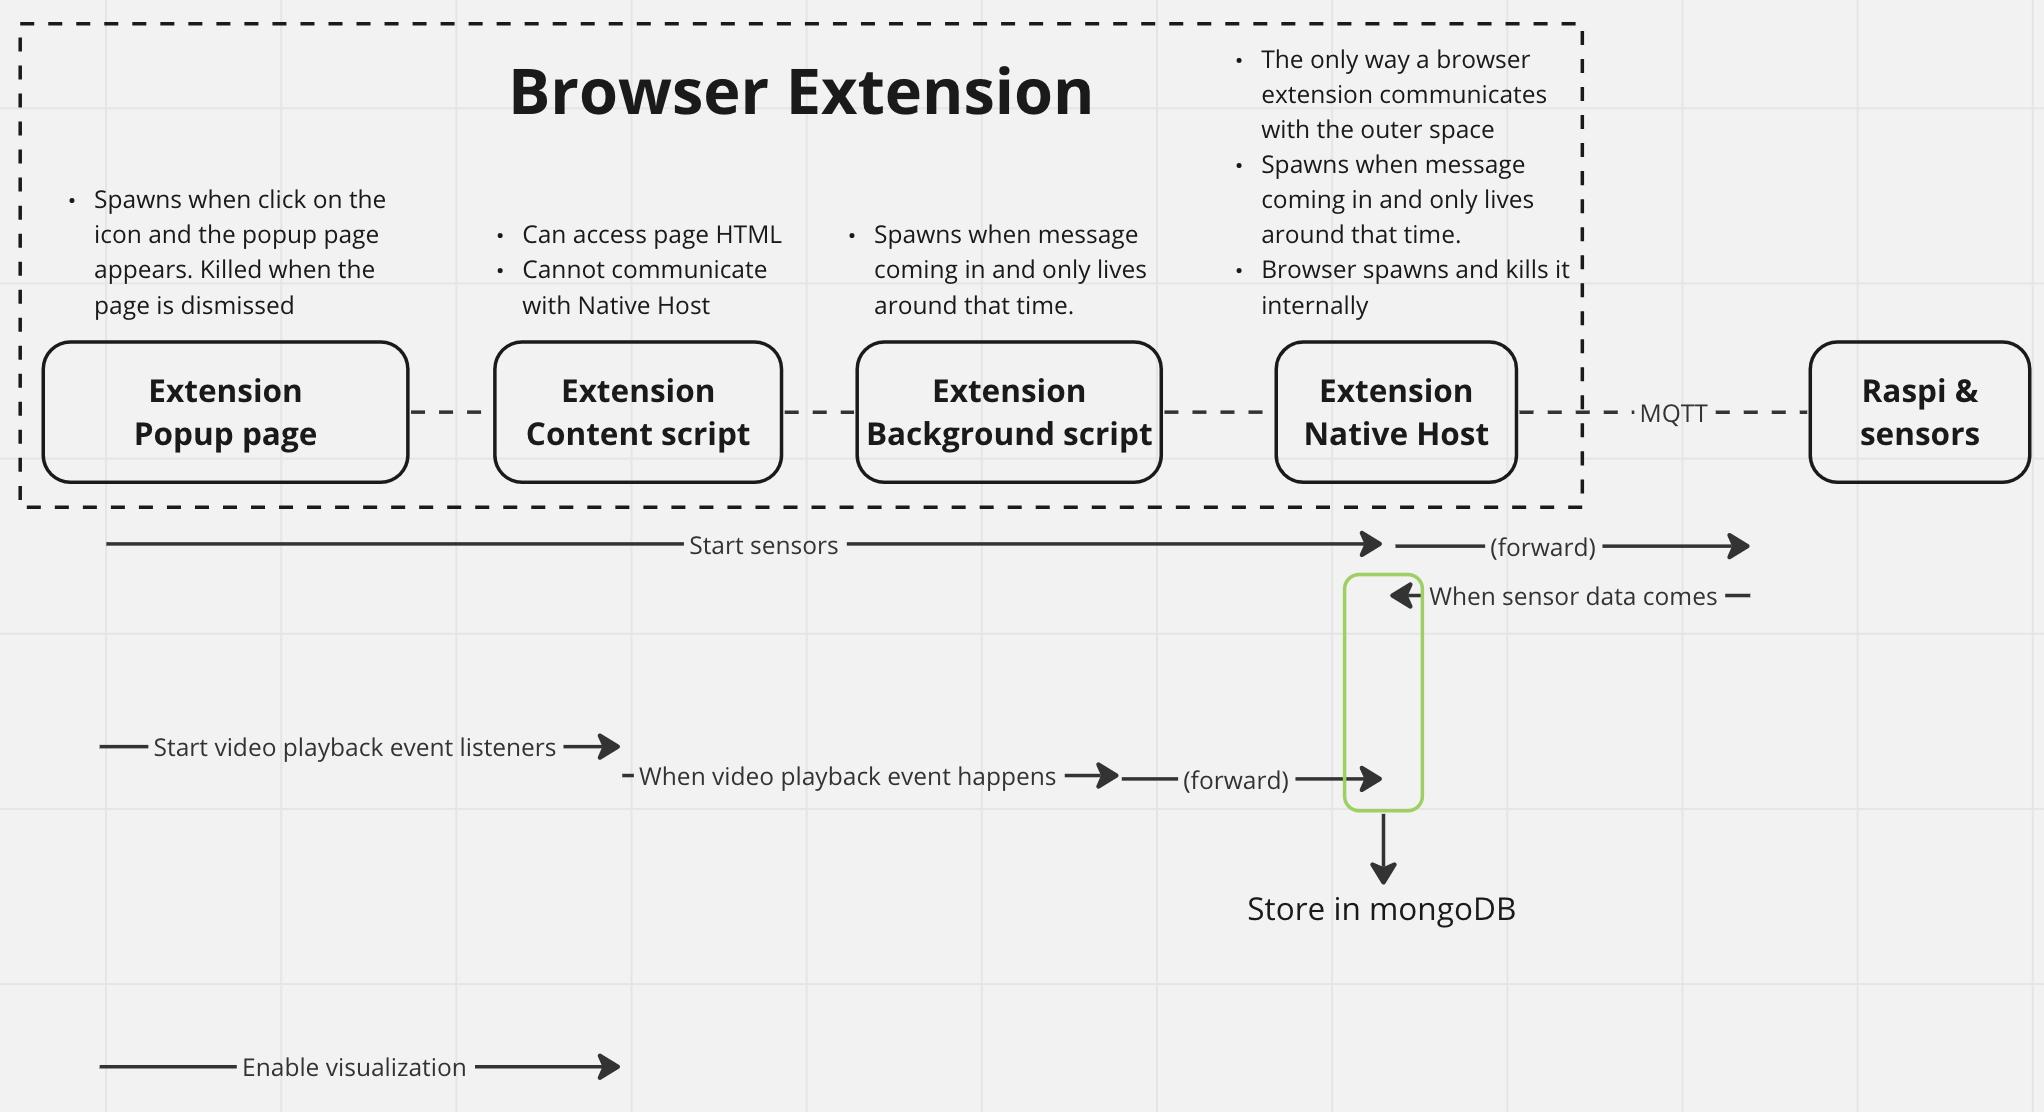 Browser Extension
• Spawns when click on the
icon and the popup page
appears. Killed when the
page is dismissed
• Can access page HTML
• Cannot communicate
with Native Host
• Spawns when message
coming in and only lives
around that time.
• The only way a browser
extension communicates
with the outer space
• Spawns when message
coming in and only lives
around that time.
• Browser spawns and kills it
internally
Extension
Popup page
Extension
Content script
Extension
Background script
Extension
Native Host
MQTT
Raspi &
sensors
Start sensors
(forward)
When sensor data comes
Start video playback event listeners
When video playback event happens
(forward)
Store in mongoDB
Enable visualization